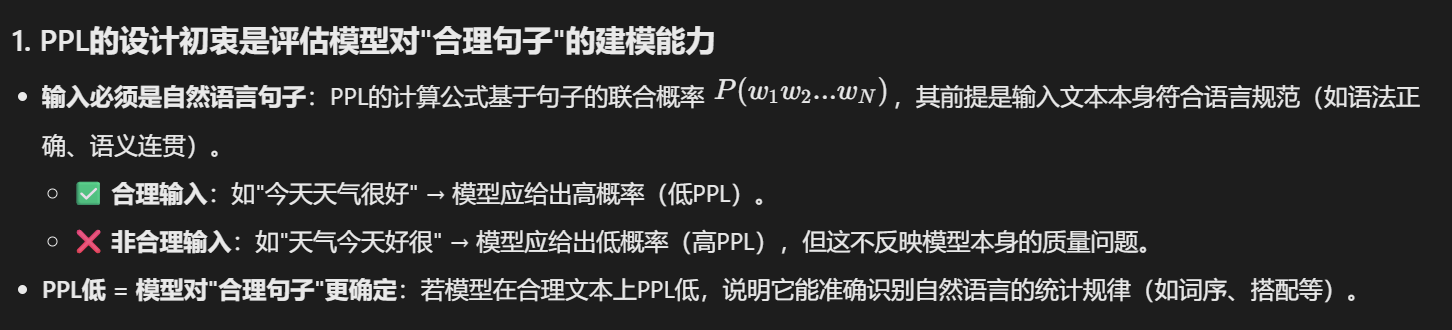 1. PPL的设计初衷是评估模型对"合理句子"的建模能力
• 输入必须是自然语言句子：PPL的计算公式基于句子的联合概率 P(w₁w₂...w_N)，其前提是输入文本本身符合语言规范（如语法正
确、语义连贯）。
◦ ✅ 合理输入：如"今天天气很好" → 模型应给出高概率（低PPL）。
◦ ❌ 非合理输入：如"天气今天好很" → 模型应给出低概率（高PPL），但这不反映模型本身的质量问题。
• PPL低 = 模型对"合理句子"更确定：若模型在合理文本上PPL低，说明它能准确识别自然语言的统计规律（如词序、搭配等）。